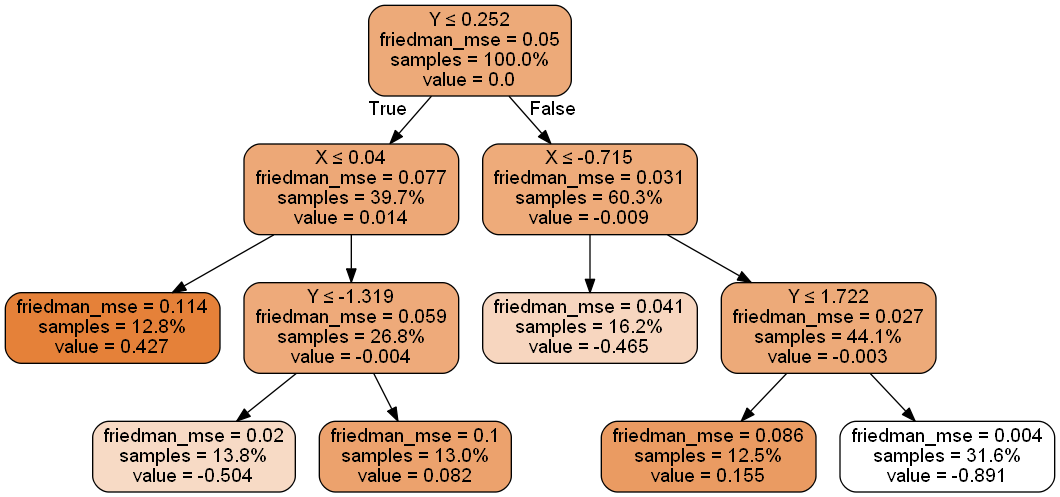 Y ≤ 0.252
friedman_mse = 0.05
samples = 100.0%
value = 0.0
True
False
X ≤ 0.04
friedman_mse = 0.077
samples = 39.7%
value = 0.014
X ≤ -0.715
friedman_mse = 0.031
samples = 60.3%
value = -0.009
friedman_mse = 0.114
samples = 12.8%
value = 0.427
Y ≤ -1.319
friedman_mse = 0.059
samples = 26.8%
value = -0.004
friedman_mse = 0.041
samples = 16.2%
value = -0.465
Y ≤ 1.722
friedman_mse = 0.027
samples = 44.1%
value = -0.003
friedman_mse = 0.02
samples = 13.8%
value = -0.504
friedman_mse = 0.1
samples = 13.0%
value = 0.082
friedman_mse = 0.086
samples = 12.5%
value = 0.155
friedman_mse = 0.004
samples = 31.6%
value = -0.891